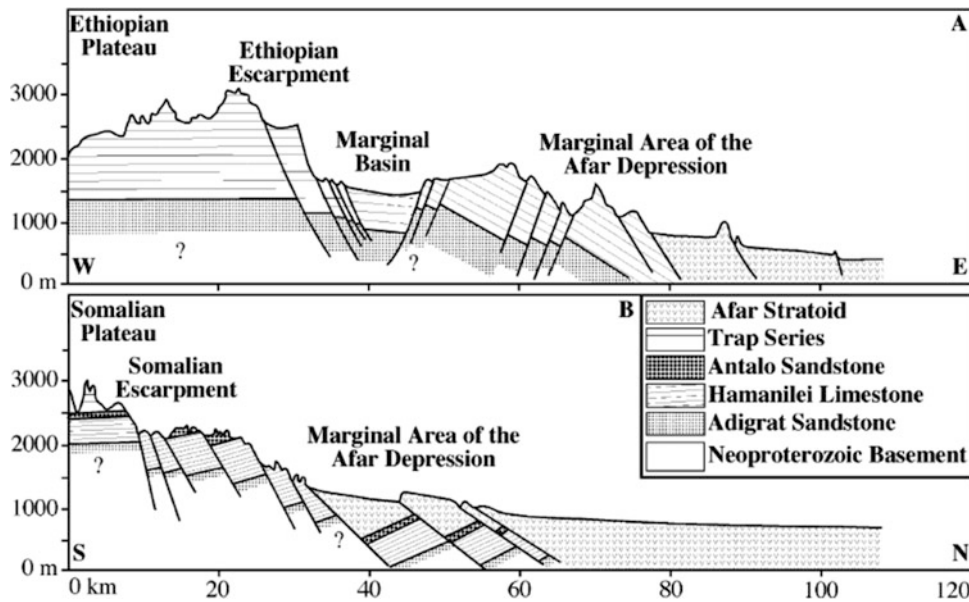 Ethiopian
Plateau
A
Ethiopian
Escarpment
3000
Marginal
Basin
Marginal Area of the
Afar Depression
2000
1000
?
?
W
E
0 m
Somalian
Plateau
B
Afar Stratoid
Trap Series
Antalo Sandstone
Hamanilei Limestone
Adigrat Sandstone
Neoproterozoic Basement
Somalian
Escarpment
3000
Marginal Area of the
Afar Depression
2000
?
1000
?
S
N
0 m
0 km 20 40 60 80 100 120